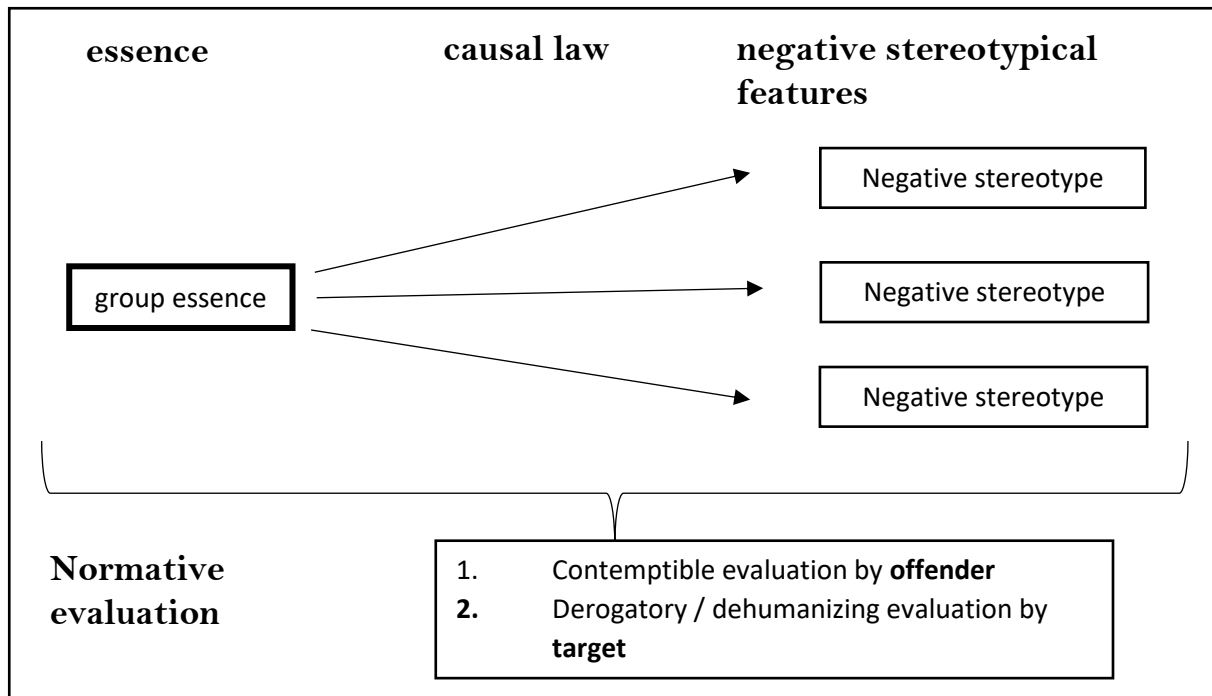 essence
causal law
negative stereotypical
features
Negative stereotype
group essence
Negative stereotype
Negative stereotype
Normative
evaluation
1. Contemptible evaluation by offender
2. Derogatory / dehumanizing evaluation by
target